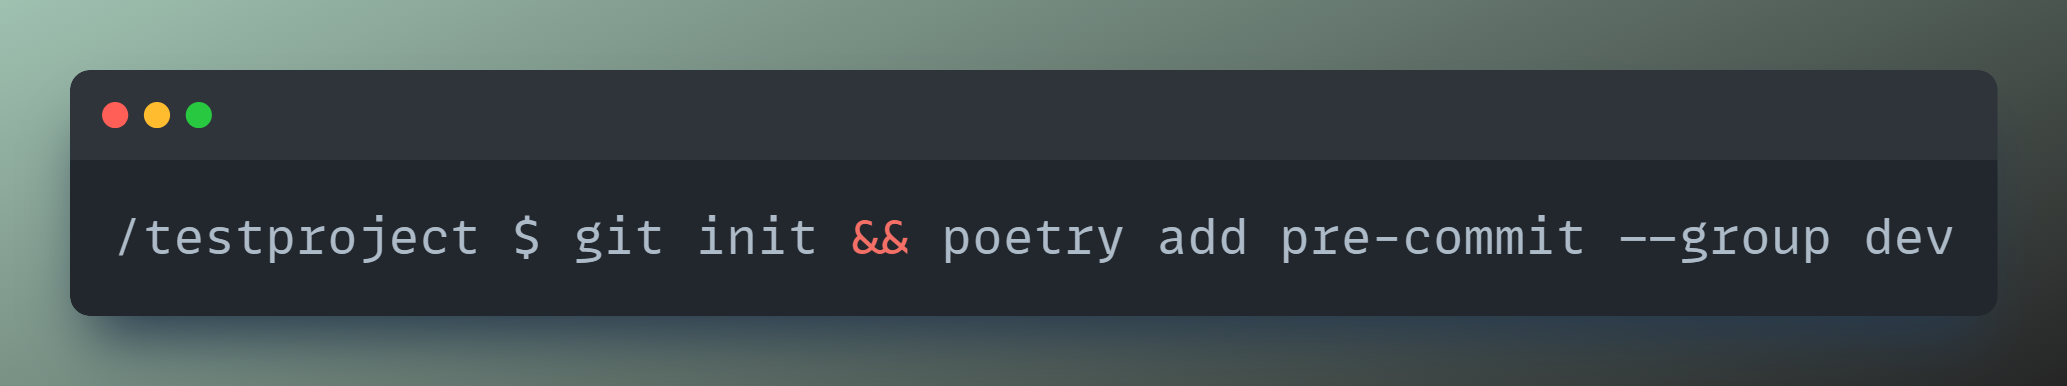 /testproject $ git init && poetry add pre-commit --group dev